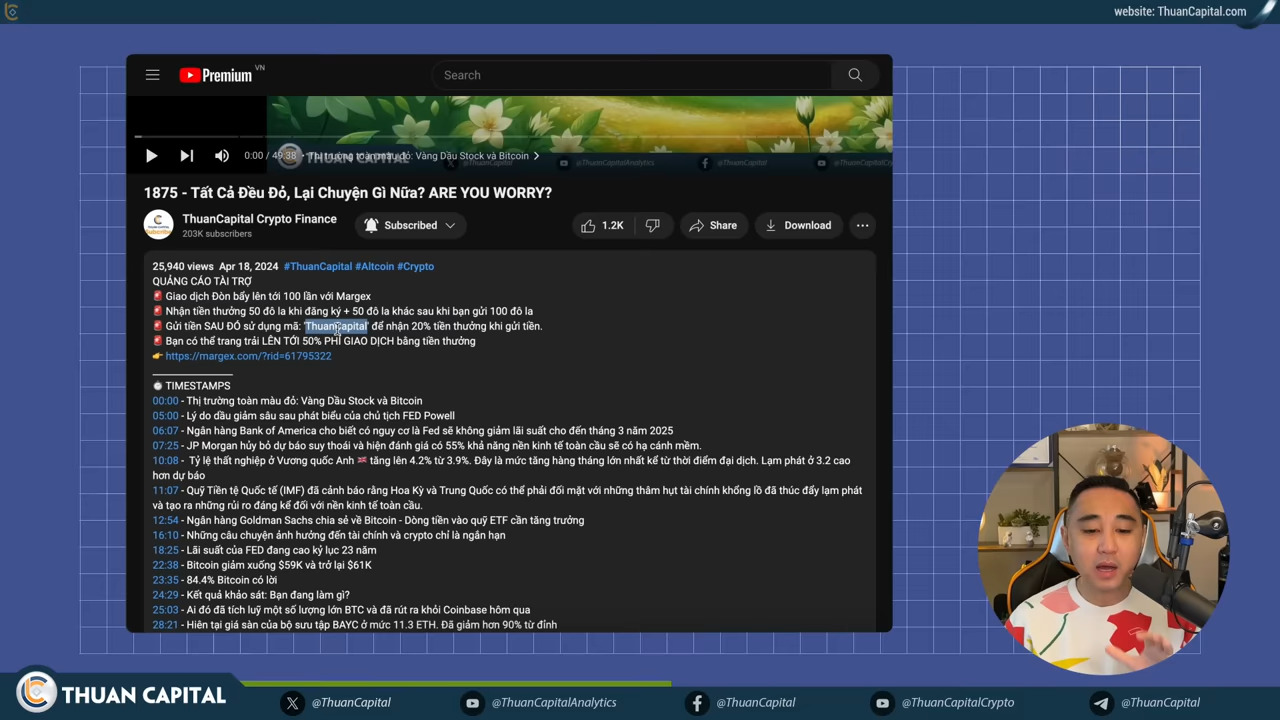 website: ThuanCapital.com
Premium VN
Search
0:00 / 49:38 • Thị trường toàn màu đỏ: Vàng Dầu Stock và Bitcoin
@ThuanCapitalAnalytics
@ThuanCapital
1875 - Tất Cả Đều Đỏ, Lại Chuyện Gì Nữa? ARE YOU WORRY?
ThuanCapital Crypto Finance
203K subscribers
Subscribed
1.2K
Share
Download
25,940 views Apr 18, 2024 #ThuanCapital #Altcoin #Crypto
QUẢNG CÁO TÀI TRỢ
🚨 Giao dịch Đòn bẩy lên tới 100 lần với Margex
🚨 Nhận tiền thưởng 50 đô la khi đăng ký + 50 đô la khác sau khi bạn gửi 100 đô la
🚨 Gửi tiền SAU ĐÓ sử dụng mã: 'ThuanCapital' để nhận 20% tiền thưởng khi gửi tiền.
🚨 Bạn có thể trang trải LÊN TỚI 50% PHÍ GIAO DỊCH bằng tiền thưởng
👉 https://margex.com/?rid=61795322
⏱ TIMESTAMPS
00:00 - Thị trường toàn màu đỏ: Vàng Dầu Stock và Bitcoin
05:00 - Lý do dầu giảm sâu sau phát biểu của chủ tịch FED Powell
06:07 - Ngân hàng Bank of America cho biết có nguy cơ là Fed sẽ không giảm lãi suất cho đến tháng 3 năm 2025
07:25 - JP Morgan hủy bỏ dự báo suy thoái và hiện đánh giá có 55% khả năng nền kinh tế toàn cầu sẽ có hạ cánh mềm.
10:08 - Tỷ lệ thất nghiệp ở Vương quốc Anh 🇬🇧 tăng lên 4.2% từ 3.9%. Đây là mức tăng hàng tháng lớn nhất kể từ thời điểm đại dịch. Lạm phát ở 3.2 cao
hơn dự báo
11:07 - Quỹ Tiền tệ Quốc tế (IMF) đã cảnh báo rằng Hoa Kỳ và Trung Quốc có thể phải đối mặt với những thâm hụt tài chính khổng lồ đã thúc đẩy lạm phát
và tạo ra những rủi ro đáng kể đối với nền kinh tế toàn cầu.
12:54 - Ngân hàng Goldman Sachs chia sẻ về Bitcoin - Dòng tiền vào quỹ ETF cần tăng trưởng
16:10 - Những câu chuyện ảnh hưởng đến tài chính và crypto chỉ là ngắn hạn
18:25 - Lãi suất của FED đang cao kỷ lục 23 năm
22:38 - Bitcoin giảm xuống $59K và trở lại $61K
23:35 - 84.4% Bitcoin có lời
24:29 - Kết quả khảo sát: Bạn đang làm gì?
25:03 - Ai đó đã tích luỹ một số lượng lớn BTC và đã rút ra khỏi Coinbase hôm qua
28:21 - Hiện tại giá sàn của bộ sưu tập BAYC ở mức 11.3 ETH. Đã giảm hơn 90% từ đỉnh
THUAN CAPITAL
@ThuanCapital
@ThuanCapitalAnalytics
@ThuanCapital
@ThuanCapitalCrypto
@ThuanCapital